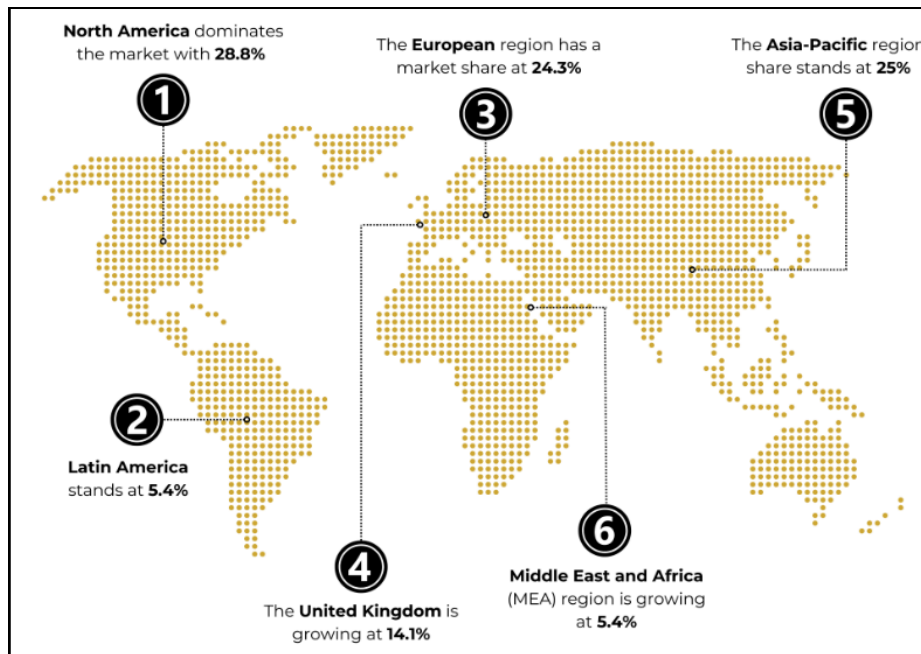 North America dominates
the market with 28.8%
1
The European region has a
market share at 24.3%
3
The Asia-Pacific region
share stands at 25%
5
2
Latin America
stands at 5.4%
4
The United Kingdom is
growing at 14.1%
6
Middle East and Africa
(MEA) region is growing
at 5.4%